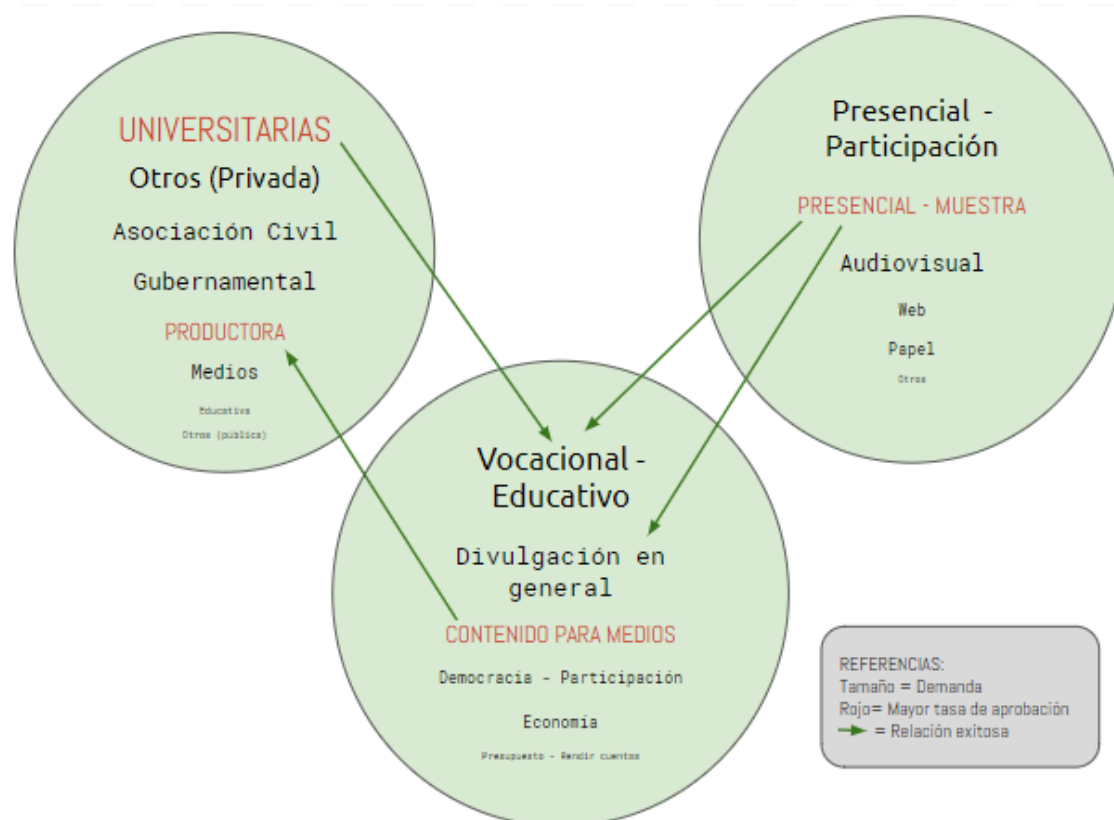 UNIVERSITARIAS
Otros (Privada)
Asociación Civil
Gubernamental
PRODUCTORA
Medios
Educativa
Otros (pública)
Presencial -
Participación
PRESENCIAL - MUESTRA
Audiovisual
Web
Papel
Otros
Vocacional -
Educativo
Divulgación en
general
CONTENIDO PARA MEDIOS
Democracia - Participación
Economía
Presupuesto - Rendir cuentas
REFERENCIAS:
Tamaño = Demanda
Rojo= Mayor tasa de aprobación
= Relación exitosa